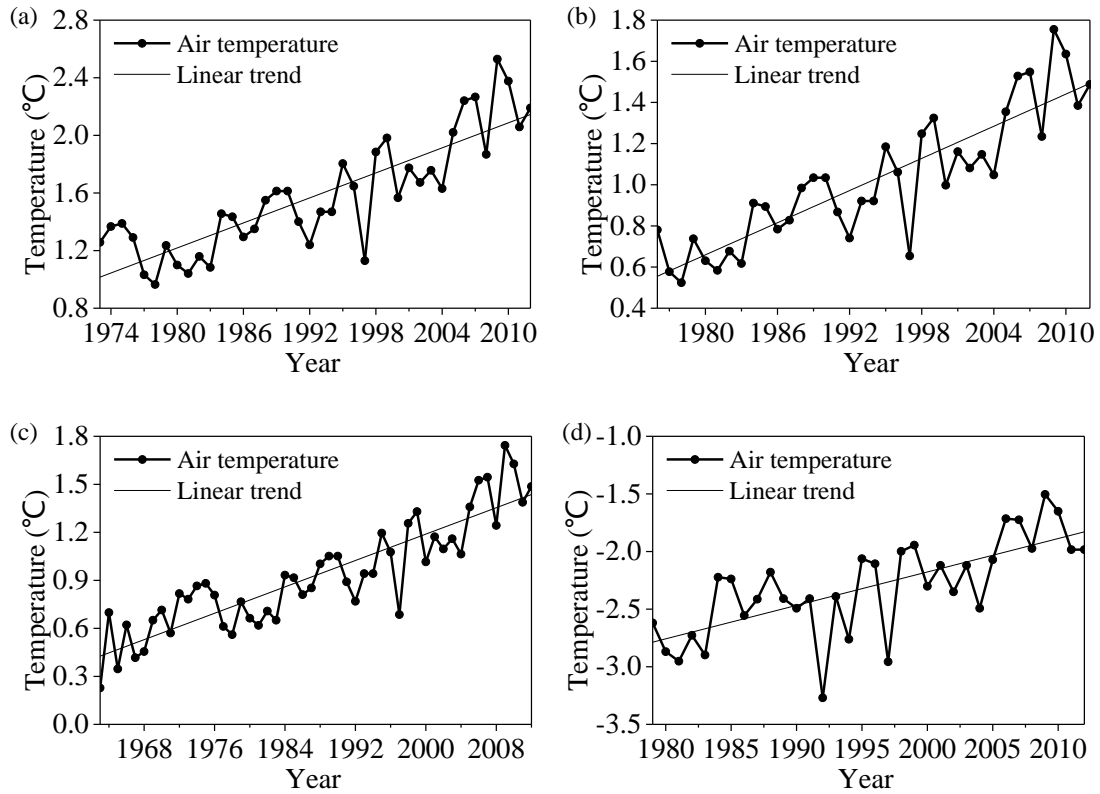 (a)
2.8
2.4
2.0
1.6
1.2
0.8
Temperature (℃)
Air temperature
Linear trend
1974 1980 1986 1992 1998 2004 2010
Year
(b)
1.8
1.6
1.4
1.2
1.0
0.8
0.6
0.4
Temperature (℃)
Air temperature
Linear trend
1980 1986 1992 1998 2004 2010
Year
(c)
1.8
1.5
1.2
0.9
0.6
0.3
0.0
Temperature (℃)
Air temperature
Linear trend
1968 1976 1984 1992 2000 2008
Year
(d)
-1.0
-1.5
-2.0
-2.5
-3.0
-3.5
Temperature (℃)
Air temperature
Linear trend
1980 1985 1990 1995 2000 2005 2010
Year